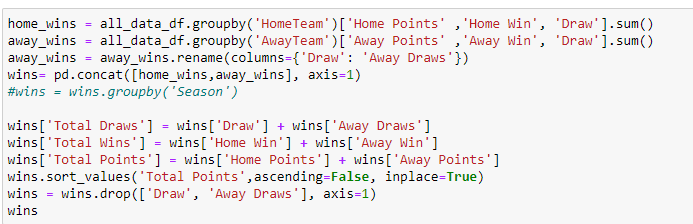 home_wins = all_data_df.groupby('HomeTeam')['Home Points' ,'Home Win', 'Draw'].sum()
away_wins = all_data_df.groupby('AwayTeam')['Away Points' ,'Away Win', 'Draw'].sum()
away_wins = away_wins.rename(columns={'Draw': 'Away Draws'})
wins= pd.concat([home_wins,away_wins], axis=1)
#wins = wins.groupby('Season')
wins['Total Draws'] = wins['Draw'] + wins['Away Draws']
wins['Total Wins'] = wins['Home Win'] + wins['Away Win']
wins['Total Points'] = wins['Home Points'] + wins['Away Points']
wins.sort_values('Total Points',ascending=False, inplace=True)
wins = wins.drop(['Draw', 'Away Draws'], axis=1)
wins